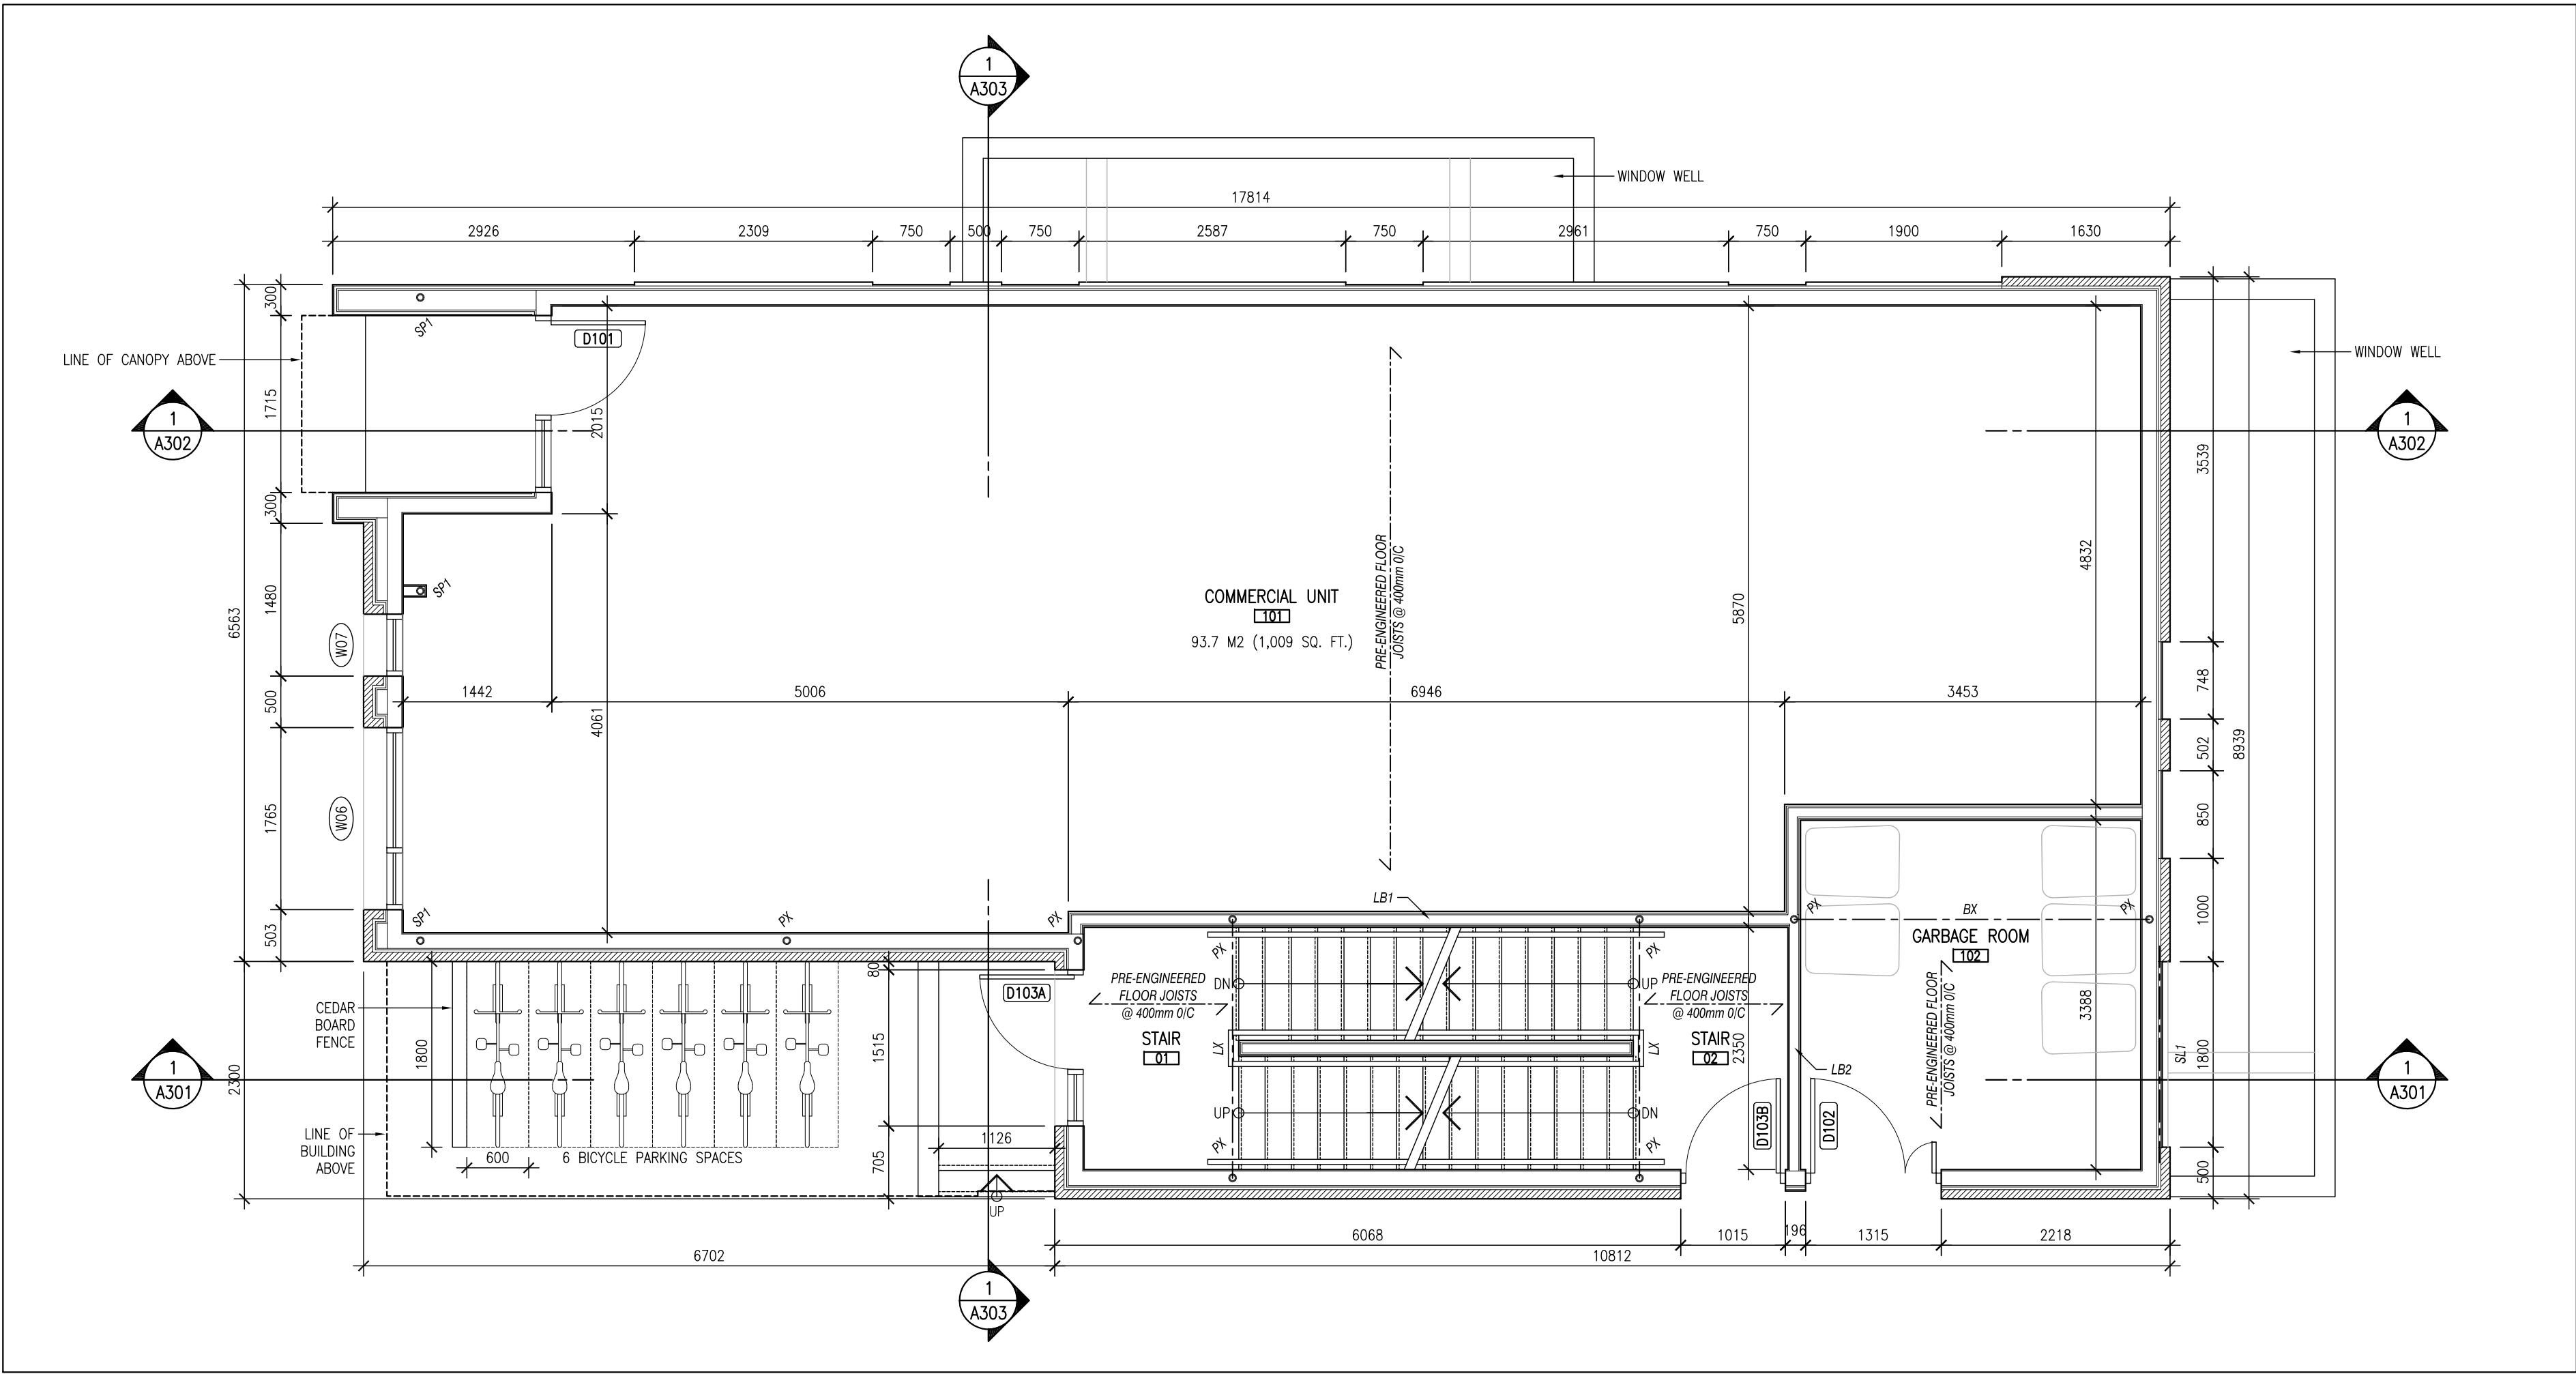 1
A303
WINDOW WELL
17814
2926
2309
750
500
750
2587
750
2961
750
1900
1630
300
1715
300
1480
500
1765
503
6563
2300
LINE OF CANOPY ABOVE
SP1
D101
2015
WINDOW WELL
1
A302
1
A302
3539
748
502
850
1000
1800
500
8939
SP1
COMMERCIAL UNIT
101
93.7 M2 (1,009 SQ. FT.)
PRE-ENGINEERED FLOOR
JOISTS @ 400mm O/C
5870
4832
W07
W06
1442
5006
6946
3453
4061
SP1
PX
PX
LB1
PX
BX
PX
GARBAGE ROOM
102
PRE-ENGINEERED FLOOR
JOISTS @ 400mm O/C
3388
SL1
CEDAR
BOARD
FENCE
1800
80
1515
705
D103A
PRE-ENGINEERED
FLOOR JOISTS
@ 400mm O/C
STAIR
01
PX
DN
UP
PX
LX
LX
UP
DN
PX
PX
PRE-ENGINEERED
FLOOR JOISTS
@ 400mm O/C
STAIR
02
2350
LB2
D103B
D102
1
A301
1
A301
LINE OF
BUILDING
ABOVE
600
6 BICYCLE PARKING SPACES
1126
UP
6068
1015
196
1315
2218
6702
10812
1
A303